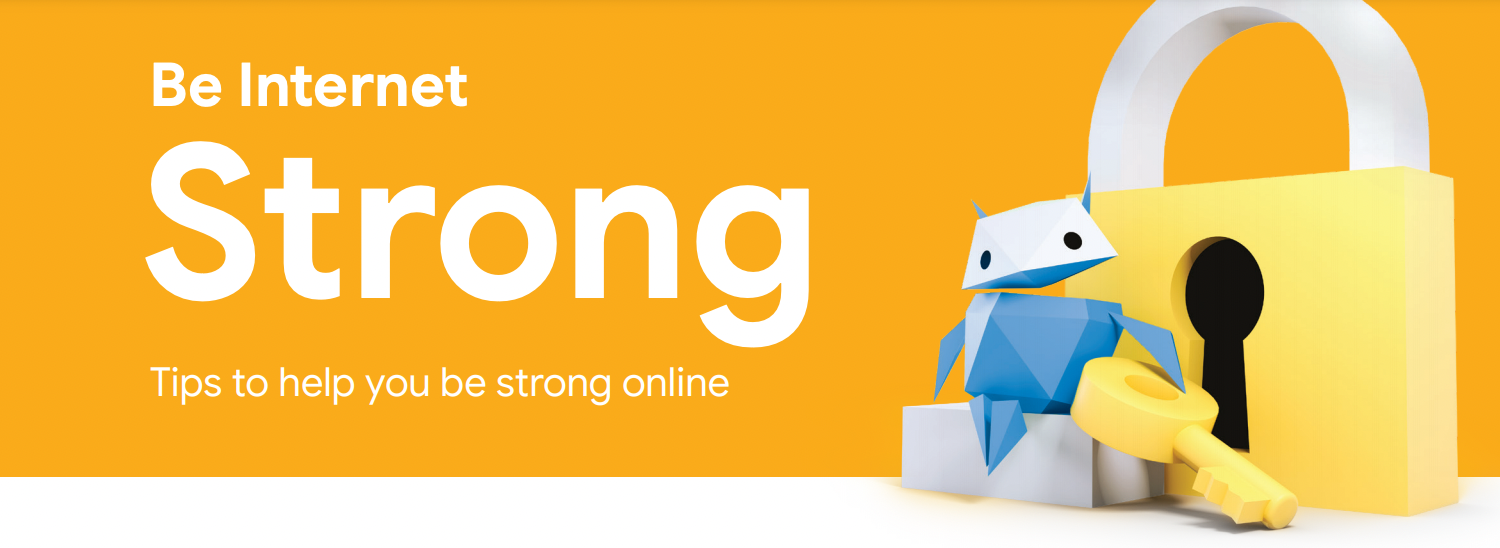 Be Internet
Strong
Tips to help you be strong online